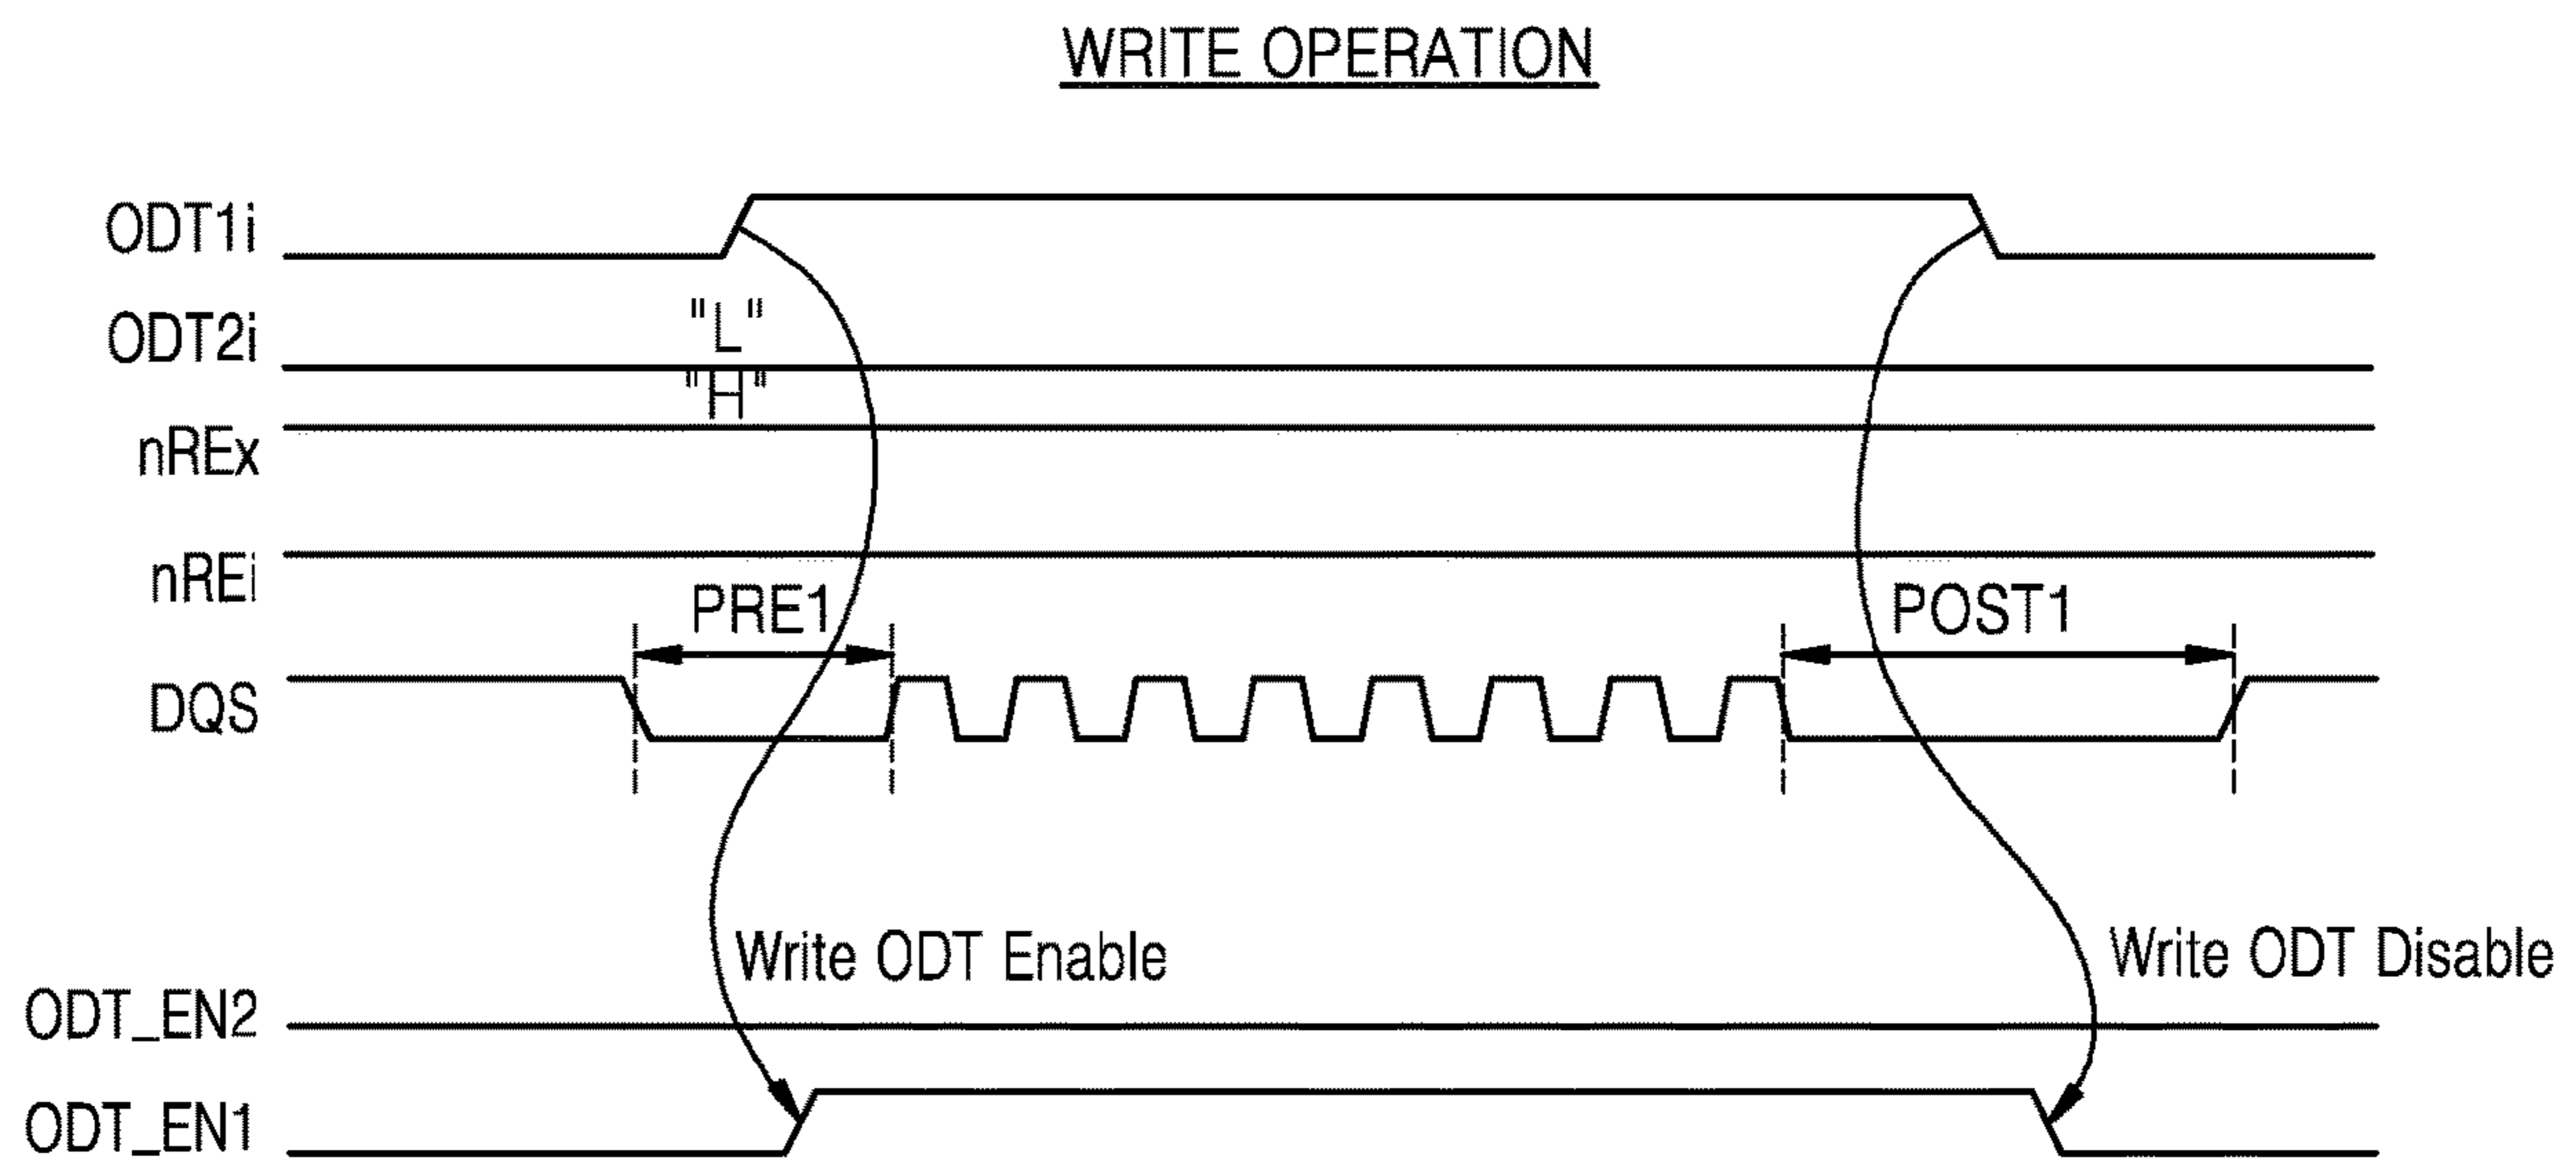 WRITE OPERATION
ODT1i
ODT2i
"L"
"H"
nREx
nREi
PRE1
POST1
DQS
Write ODT Enable
Write ODT Disable
ODT_EN2
ODT_EN1